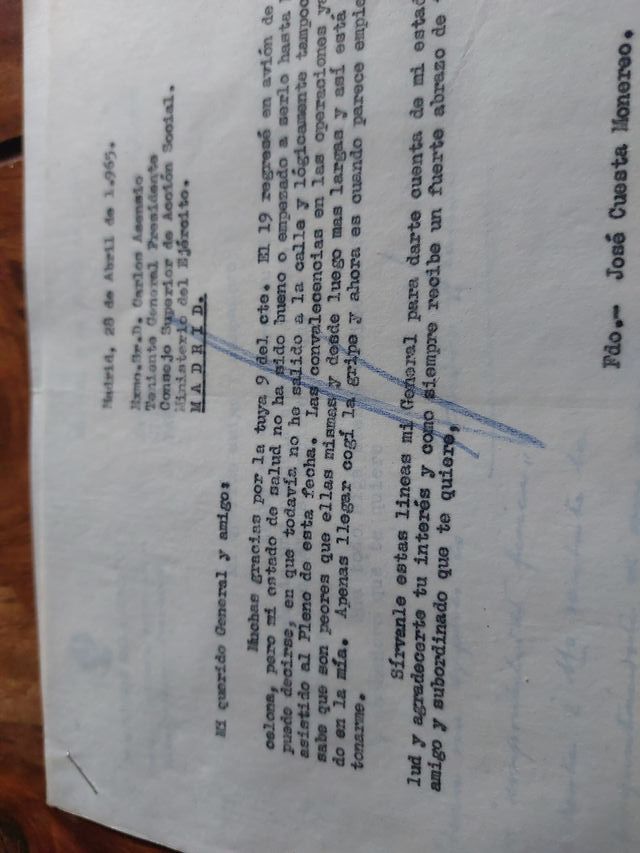 Madrid, 28 de Abril de 1.965.
Excmo.Sr.D. Carlos Asensio
Teniente General Presidente
Consejo Superior de Acción Social.
Ministerio del Ejército.
M A D R I D.
Mi querido General y amigo:
Muchas gracias por la tuya 9 del cte. El 19 regresé en avión de
celona, pero mi estado de salud no ha sido bueno o empezado a serlo hasta
puede decirse, en que todavía no he salido a la calle y lógicamente tampoc
asistido al Pleno de esta fecha. Las convalecencias en las operaciones ya
sabe que son peores que ellas mismas y desde luego mas largas y así está
do en la mía. Apenas llegar cogí la gripe y ahora es cuando parece empie
tonarme.
Sírvanle estas lineas mi General para darte cuenta de mi estad
lud y agradecerte tu interés y como siempre recibe un fuerte abrazo de
amigo y subordinado que te quiere,
Fdo.- José Cuesta Monereo.